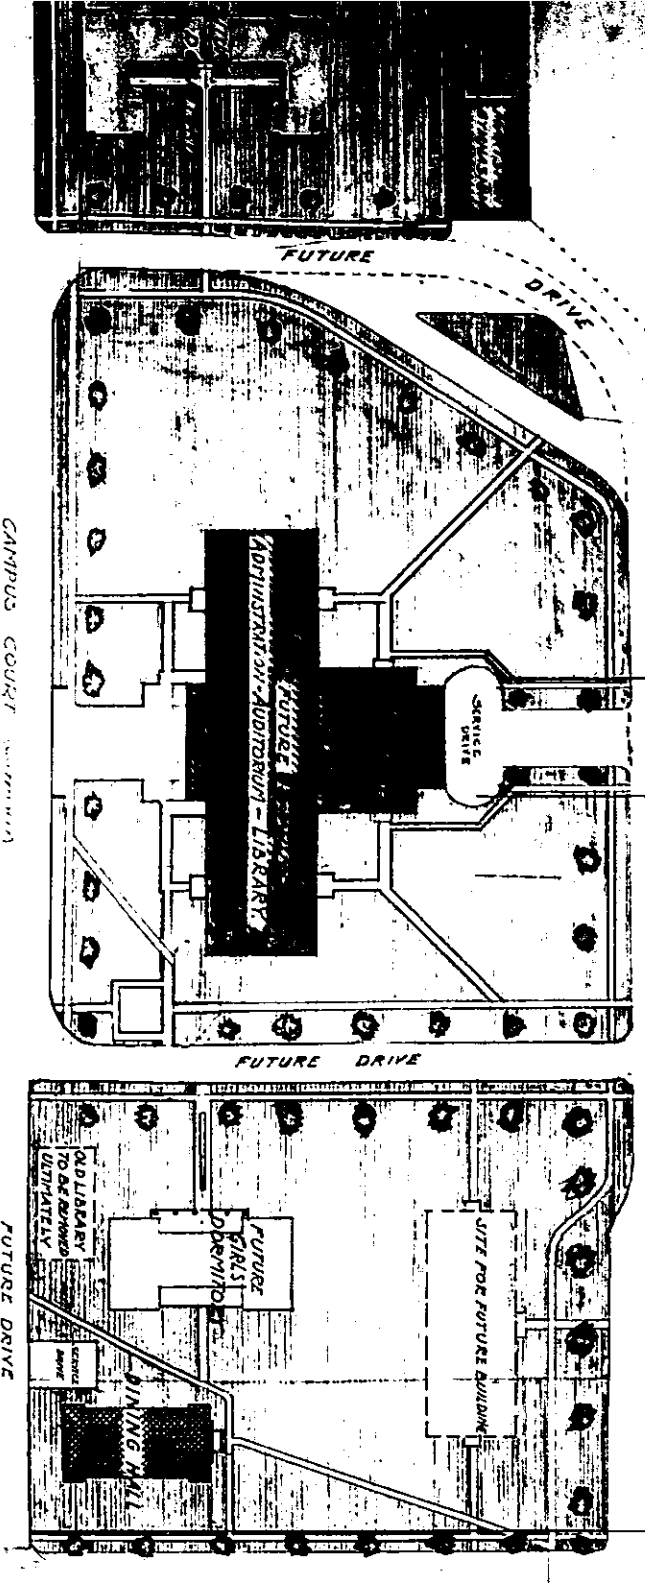 FUTURE
DRIVE
FUTURE
ADMINISTRATION-AUDITORIUM-LIBRARY
SERVICE
DRIVE
CAMPUS COURT
FUTURE DRIVE
OLD LIBRARY
TO BE REMOVED
ULTIMATELY
FUTURE
GIRLS
DORMITORY
SITE FOR FUTURE BUILDING
SERVICE
DRIVE
DINING HALL
FUTURE DRIVE